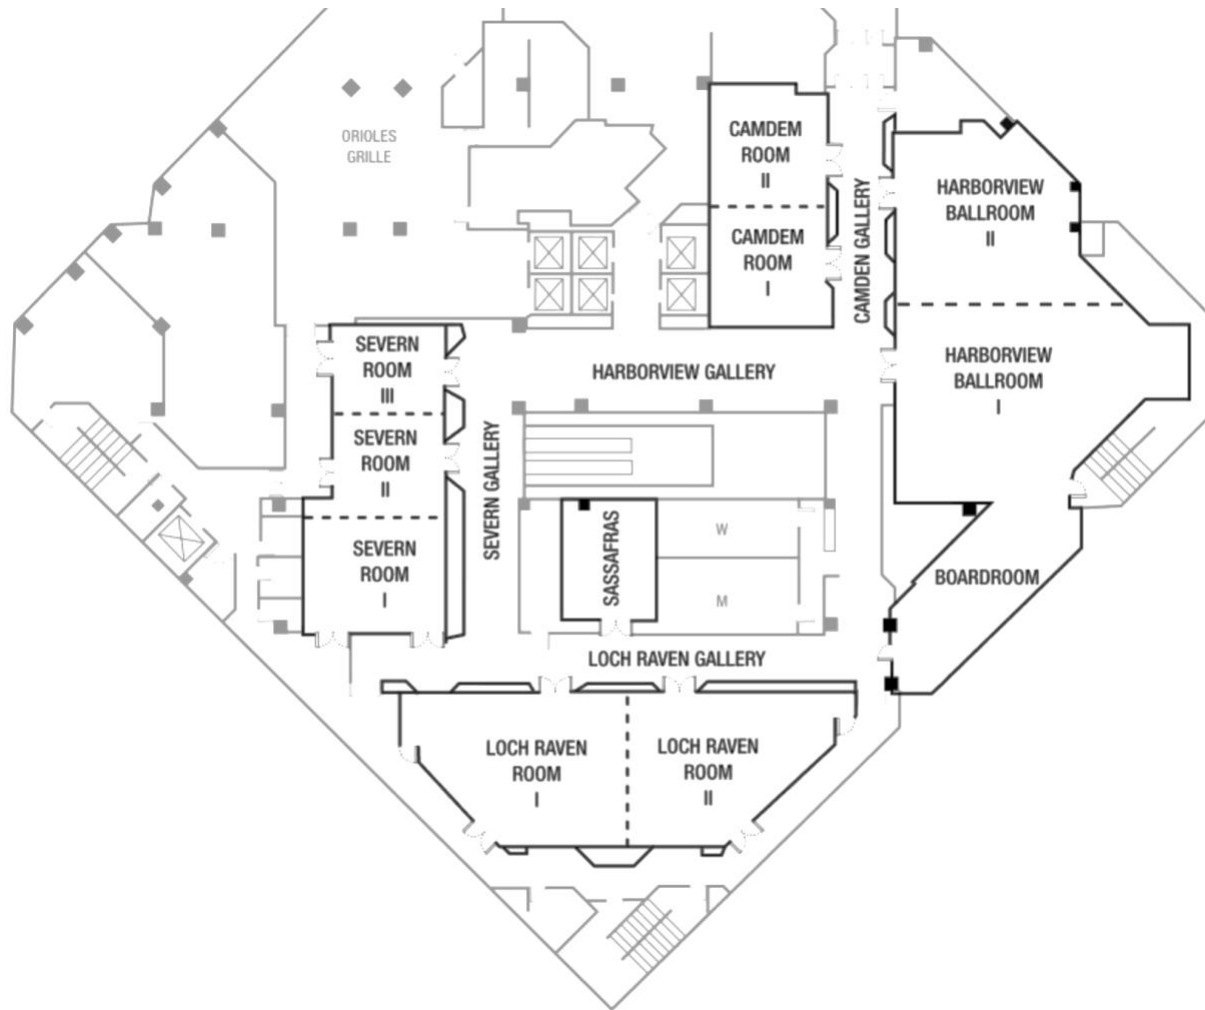 ORIOLES
GRILLE
CAMDEM
ROOM
II
CAMDEM
ROOM
I
CAMDEN GALLERY
HARBORVIEW
BALLROOM
II
HARBORVIEW
BALLROOM
I
SEVERN
ROOM
III
SEVERN
ROOM
II
SEVERN
ROOM
I
HARBORVIEW GALLERY
SEVERN GALLERY
SASSAFRAS
W
M
BOARDROOM
LOCH RAVEN GALLERY
LOCH RAVEN
ROOM
I
LOCH RAVEN
ROOM
II